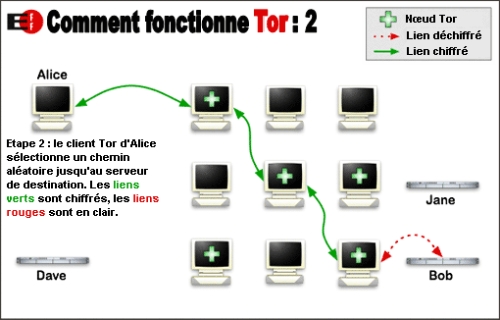 EFF Comment fonctionne Tor : 2
Nœud Tor
Lien déchiffré
Lien chiffré
Alice
Etape 2 : le client Tor d'Alice
sélectionne un chemin
aléatoire jusqu'au serveur
de destination. Les liens
verts sont chiffrés, les liens
rouges sont en clair.
Jane
Dave
Bob